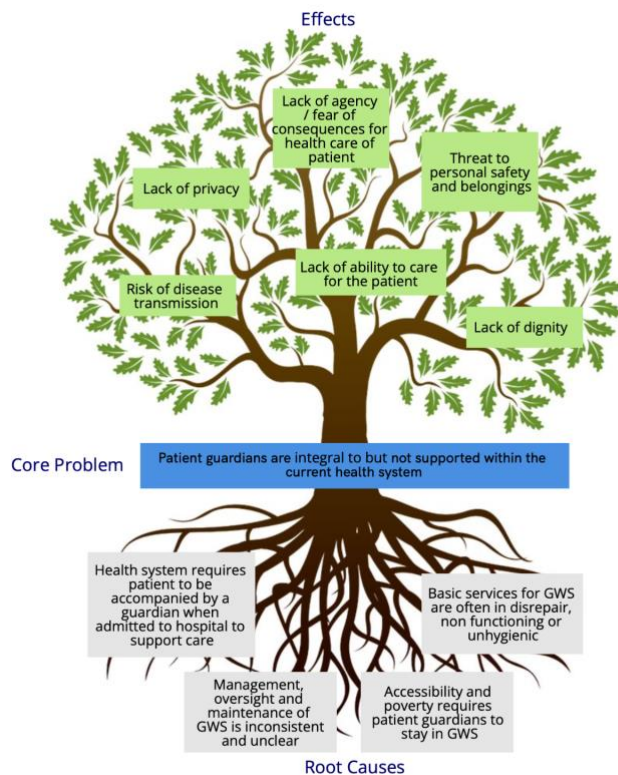 Effects
Lack of agency
/ fear of
consequences for
health care of
patient
Threat to
personal safety
and belongings
Lack of privacy
Lack of ability to care
for the patient
Risk of disease
transmission
Lack of dignity
Core Problem
Patient guardians are integral to but not supported within the
current health system
Health system requires
patient to be
accompanied by a
guardian when
admitted to hospital to
support care
Basic services for GWS
are often in disrepair,
non functioning or
unhygienic
Management,
oversight and
maintenance of
GWS is inconsistent
and unclear
Accessibility and
poverty requires
patient guardians to
stay in GWS
Root Causes